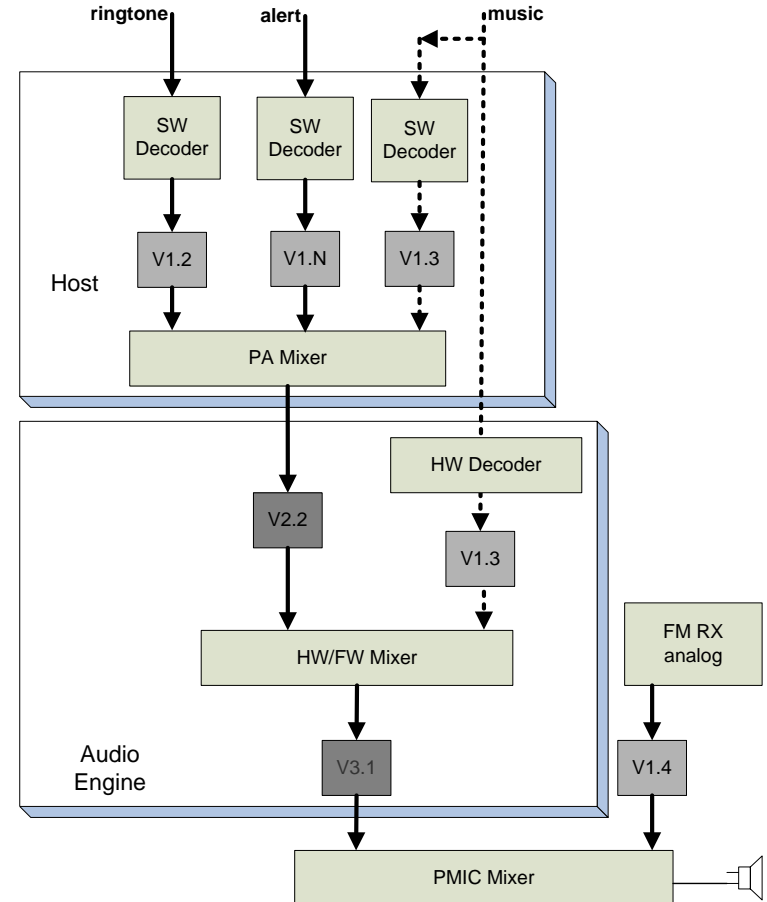 ringtone
alert
music
SW
Decoder
SW
Decoder
SW
Decoder
V1.2
V1.N
V1.3
Host
PA Mixer
HW Decoder
V2.2
V1.3
FM RX
analog
HW/FW Mixer
Audio
Engine
V3.1
V1.4
PMIC Mixer